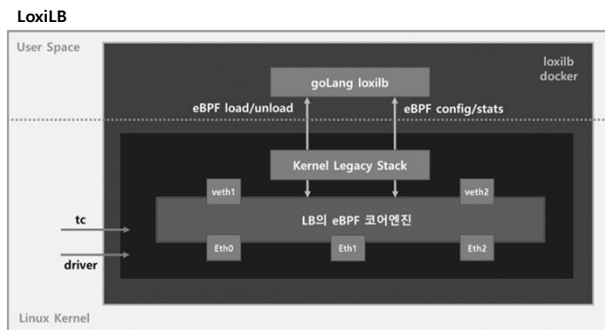 LoxiLB
User Space
loxilb
docker
goLang loxilb
eBPF load/unload
eBPF config/stats
Kernel Legacy Stack
veth1
veth2
LB의 eBPF 코어엔진
tc
Eth0
Eth1
Eth2
driver
Linux Kernel